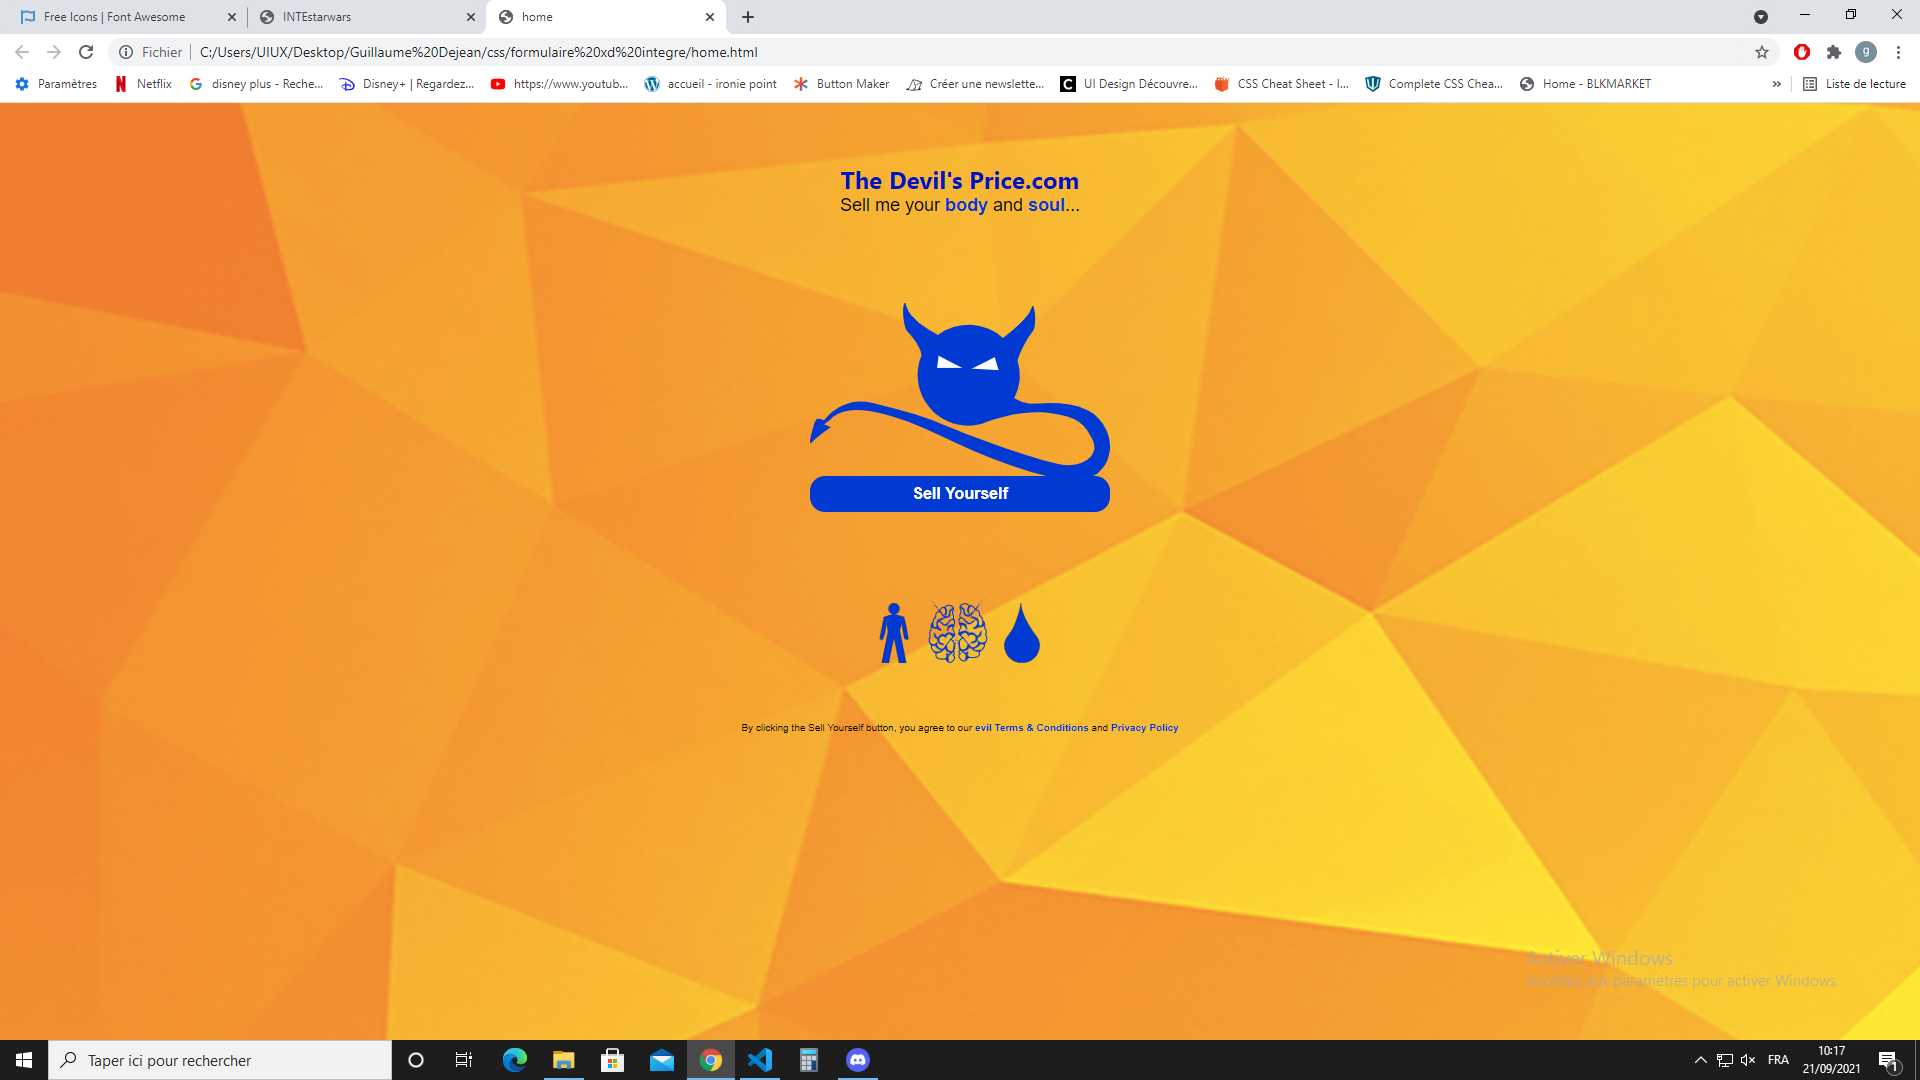 Free Icons | Font Awesome
INTEstarwars
home
Fichier
C:/Users/UIUX/Desktop/Guillaume%20Dejean/css/formulaire%20xd%20integre/home.html
g
Paramètres
Netflix
disney plus - Reche...
Disney+ | Regardez...
https://www.youtub...
accueil - ironie point
Button Maker
Créer une newslette...
UI Design Découvre...
CSS Cheat Sheet - I...
Complete CSS Chea...
Home - BLKMARKET
»
Liste de lecture
The Devil's Price.com
Sell me your body and soul...
Sell Yourself
By clicking the Sell Yourself button, you agree to our evil Terms & Conditions and Privacy Policy
Activer Windows
Accédez aux paramètres pour activer Windows.
Taper ici pour rechercher
FRA
10:17
21/09/2021
1